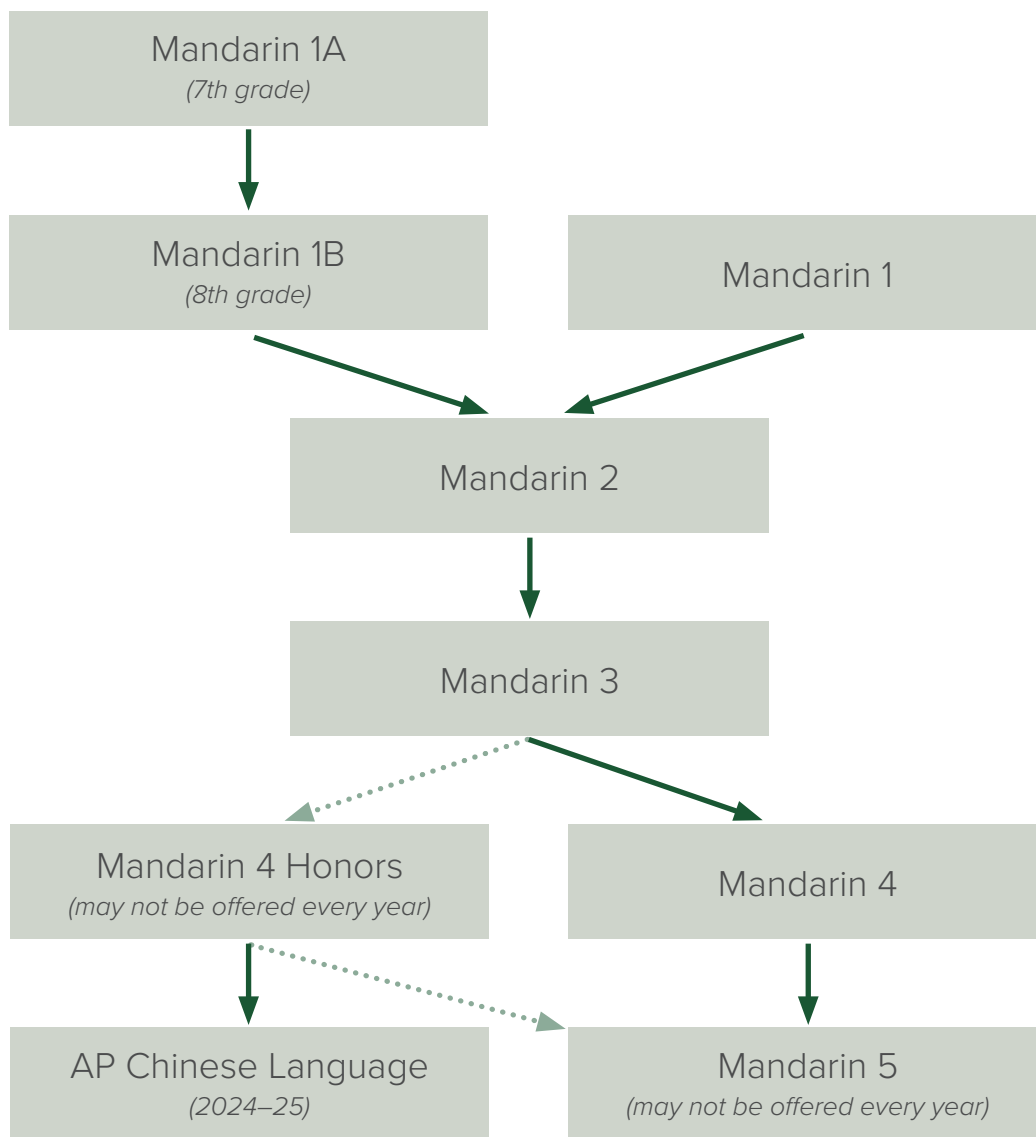 Mandarin 1A
(7th grade)
Mandarin 1B
(8th grade)
Mandarin 1
Mandarin 2
Mandarin 3
Mandarin 4 Honors
(may not be offered every year)
Mandarin 4
AP Chinese Language
(2024–25)
Mandarin 5
(may not be offered every year)